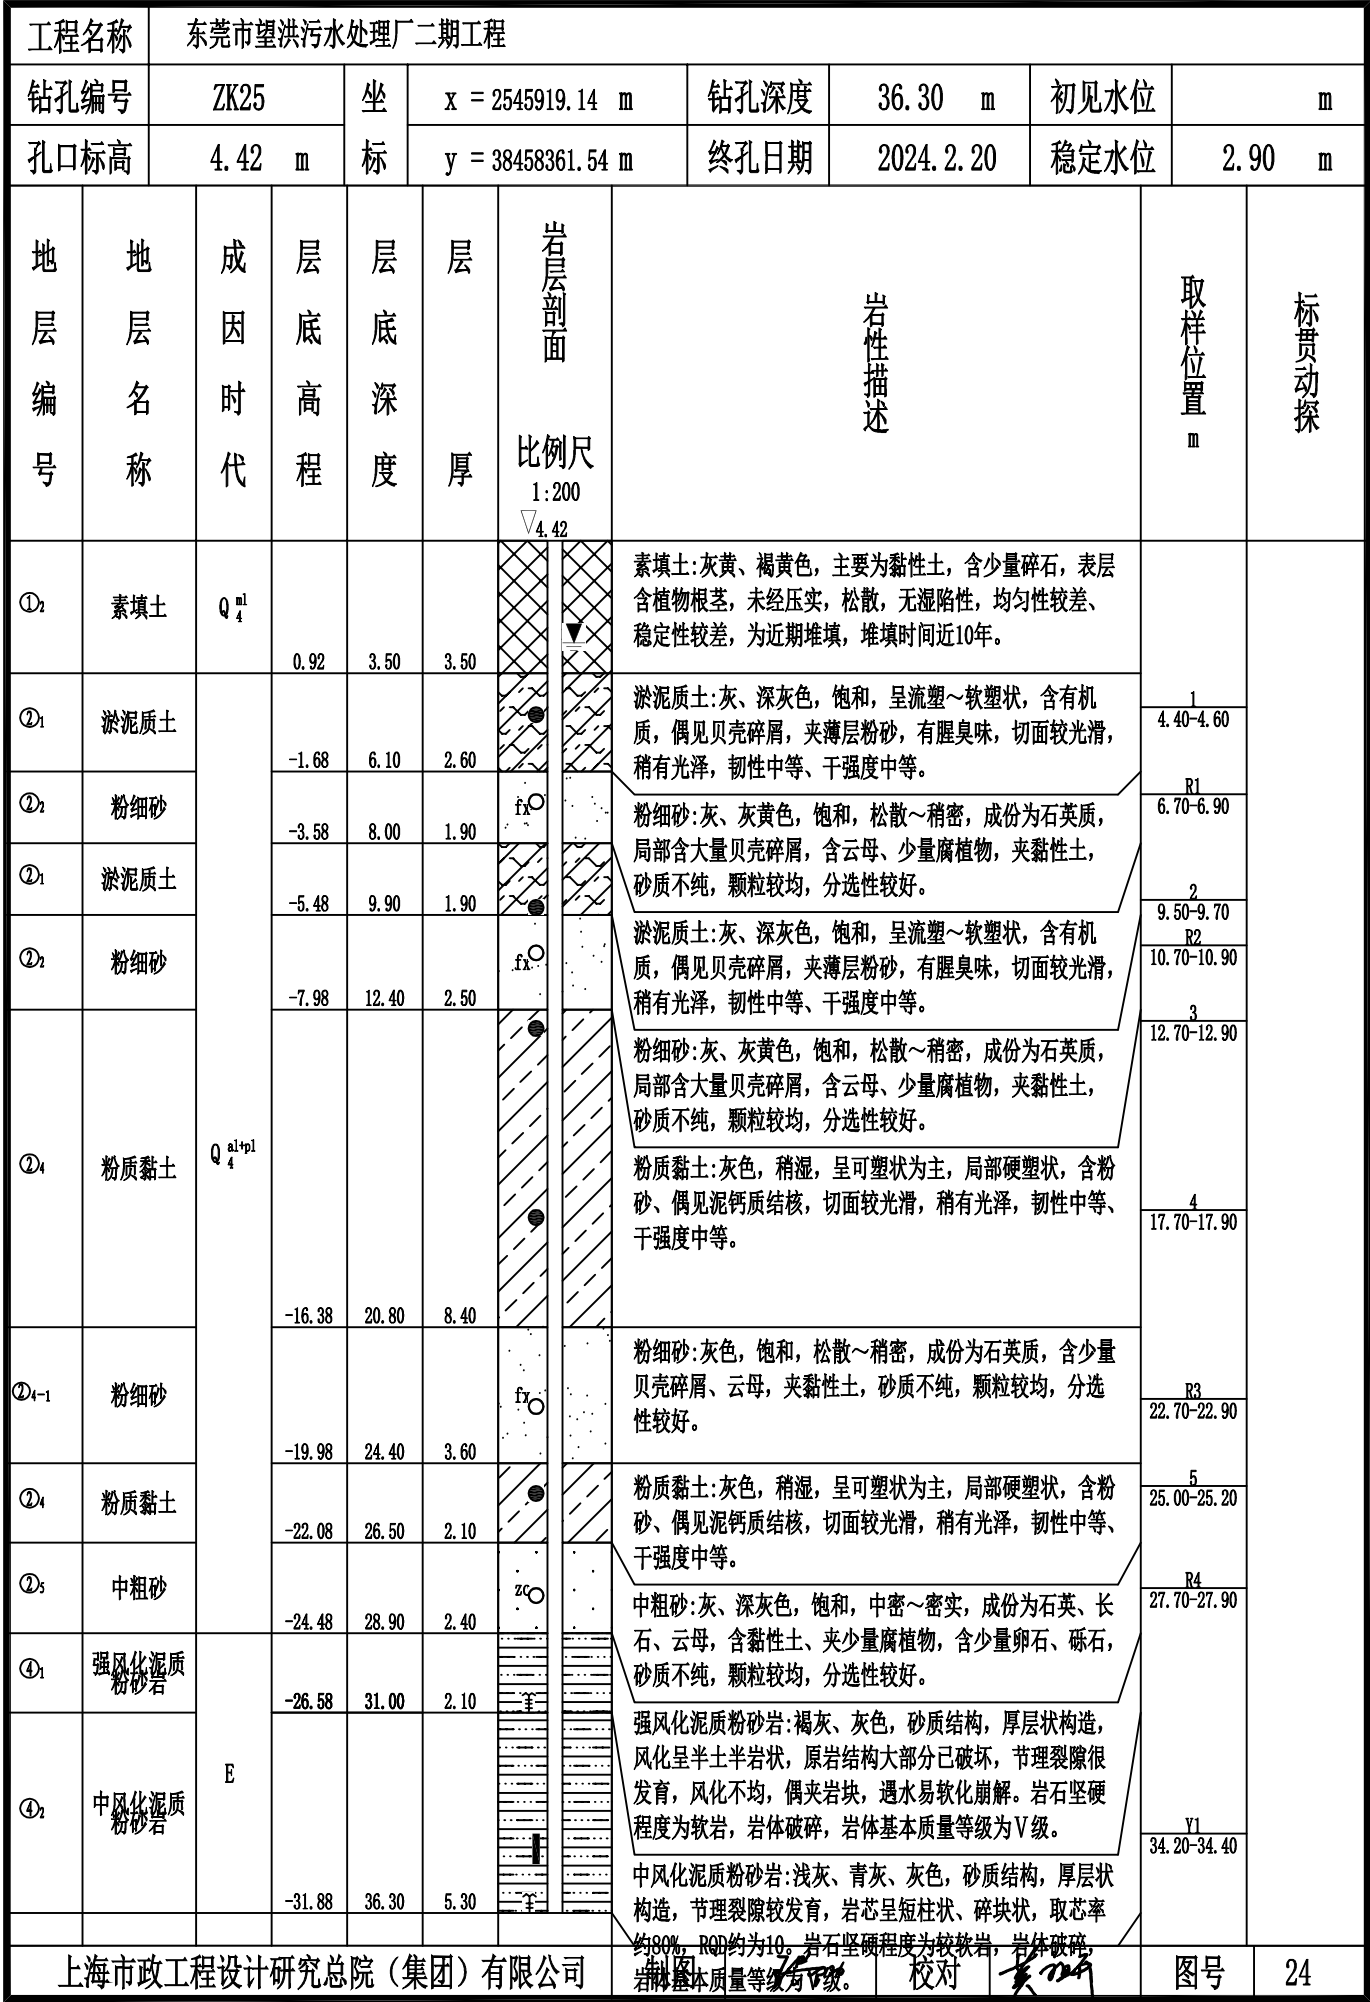 工程名称 东莞市望洪污水处理厂二期工程
钻孔编号 ZK25 坐标 x = 2545919.14 m 钻孔深度 36.30 m 初见水位 m
孔口标高 4.42 m y = 38458361.54 m 终孔日期 2024.2.20 稳定水位 2.90 m
地层编号 地层名称 成因时代 层底高程 层底深度 层厚 岩层剖面 比例尺 1:200 岩性描述 取样位置 m 标贯动探
▽4.42
①2 素填土 Q4ml 0.92 3.50 3.50
素填土:灰黄、褐黄色，主要为黏性土，含少量碎石，表层
含植物根茎，未经压实，松散，无湿陷性，均匀性较差、
稳定性较差，为近期堆填，堆填时间近10年。
②1 淤泥质土 -1.68 6.10 2.60
淤泥质土:灰、深灰色，饱和，呈流塑～软塑状，含有机
质，偶见贝壳碎屑，夹薄层粉砂，有腥臭味，切面较光滑，
稍有光泽，韧性中等、干强度中等。
1
4.40-4.60
②2 粉细砂 -3.58 8.00 1.90 fx
粉细砂:灰、灰黄色，饱和，松散～稍密，成份为石英质，
局部含大量贝壳碎屑，含云母、少量腐植物，夹黏性土，
砂质不纯，颗粒较均，分选性较好。
R1
6.70-6.90
②1 淤泥质土 -5.48 9.90 1.90
淤泥质土:灰、深灰色，饱和，呈流塑～软塑状，含有机
质，偶见贝壳碎屑，夹薄层粉砂，有腥臭味，切面较光滑，
稍有光泽，韧性中等、干强度中等。
2
9.50-9.70
②2 粉细砂 -7.98 12.40 2.50 fx
粉细砂:灰、灰黄色，饱和，松散～稍密，成份为石英质，
局部含大量贝壳碎屑，含云母、少量腐植物，夹黏性土，
砂质不纯，颗粒较均，分选性较好。
R2
10.70-10.90
②4 粉质黏土 Q4al+pl -16.38 20.80 8.40
粉质黏土:灰色，稍湿，呈可塑状为主，局部硬塑状，含粉
砂、偶见泥钙质结核，切面较光滑，稍有光泽，韧性中等、
干强度中等。
3
12.70-12.90
4
17.70-17.90
②4-1 粉细砂 -19.98 24.40 3.60 fx
粉细砂:灰色，饱和，松散～稍密，成份为石英质，含少量
贝壳碎屑、云母，夹黏性土，砂质不纯，颗粒较均，分选
性较好。
R3
22.70-22.90
②4 粉质黏土 -22.08 26.50 2.10
粉质黏土:灰色，稍湿，呈可塑状为主，局部硬塑状，含粉
砂、偶见泥钙质结核，切面较光滑，稍有光泽，韧性中等、
干强度中等。
5
25.00-25.20
②5 中粗砂 -24.48 28.90 2.40 zc
中粗砂:灰、深灰色，饱和，中密～密实，成份为石英、长
石、云母，含黏性土、夹少量腐植物，含少量卵石、砾石，
砂质不纯，颗粒较均，分选性较好。
R4
27.70-27.90
④1 强风化泥质粉砂岩 -26.58 31.00 2.10
强风化泥质粉砂岩:褐灰、灰色，砂质结构，厚层状构造，
风化呈半土半岩状，原岩结构大部分已破坏，节理裂隙很
发育，风化不均，偶夹岩块，遇水易软化崩解。岩石坚硬
程度为软岩，岩体破碎，岩体基本质量等级为Ⅴ级。
④2 中风化泥质粉砂岩 E -31.88 36.30 5.30
中风化泥质粉砂岩:浅灰、青灰、灰色，砂质结构，厚层状
构造，节理裂隙较发育，岩芯呈短柱状、碎块状，取芯率
约80%，RQD约为10。岩石坚硬程度为较软岩，岩体破碎，
岩体基本质量等级为 级。
Y1
34.20-34.40
上海市政工程设计研究总院（集团）有限公司 制图 校对 图号 24